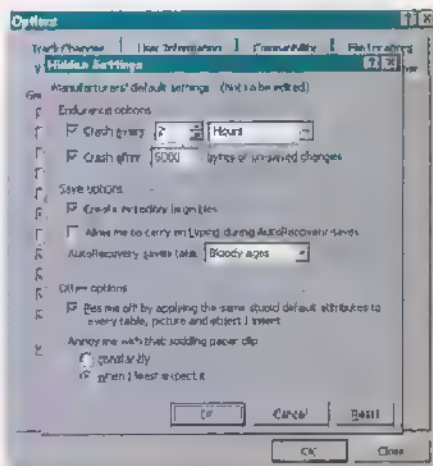 Options
Track Changes User Information Compatibility File Locations
Hidden Settings
Manufacturers' default settings (Not to be edited)
Endurance options
Crash every 2 Hours
Crash after 5000 bytes of un-saved changes
Save options
Create incredibly large files
Allow me to carry on typing during AutoRecovery saves
AutoRecovery saves take: Bloody ages
Other options
Piss me off by applying the same stupid default attributes to
every table, picture and object I insert
Annoy me with that sodding paper clip
constantly
when I least expect it
OK Cancel Reset
OK Close